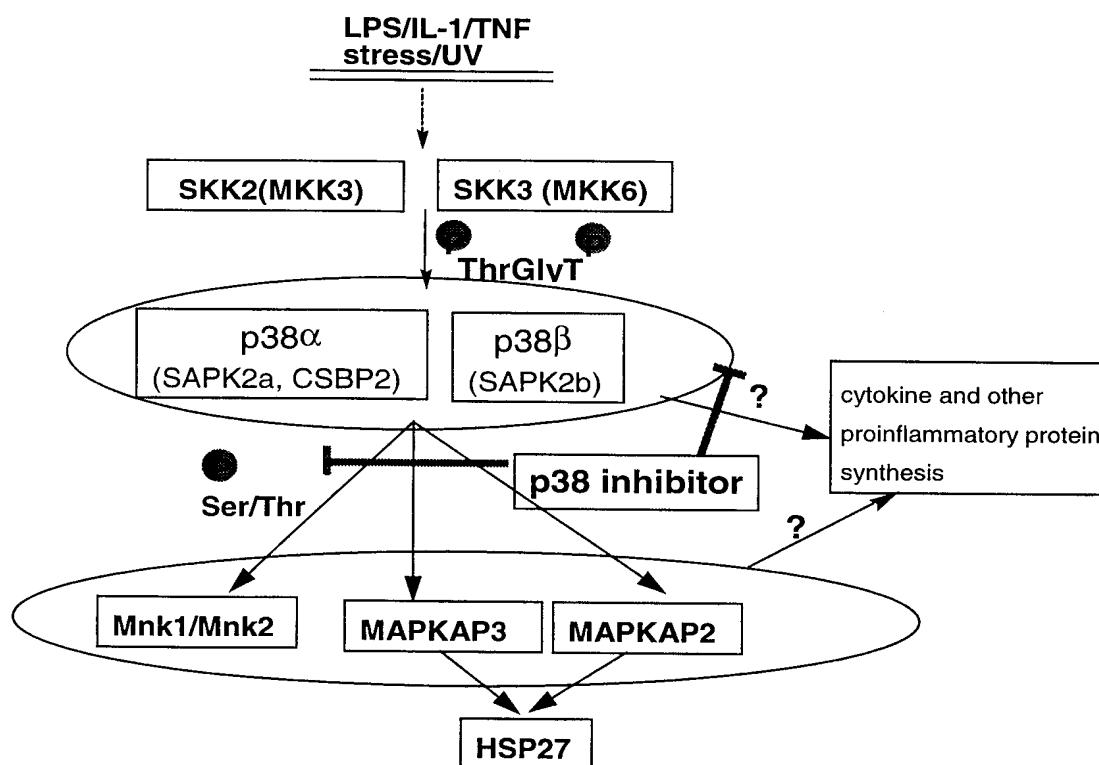 LPS/IL-1/TNF
stress/UV
SKK2(MKK3)
SKK3 (MKK6)
ThrGlyT
p38α
(SAPK2a, CSBP2)
p38β
(SAPK2b)
?
cytokine and other
proinflammatory protein
synthesis
p38 inhibitor
Ser/Thr
?
Mnk1/Mnk2
MAPKAP3
MAPKAP2
HSP27